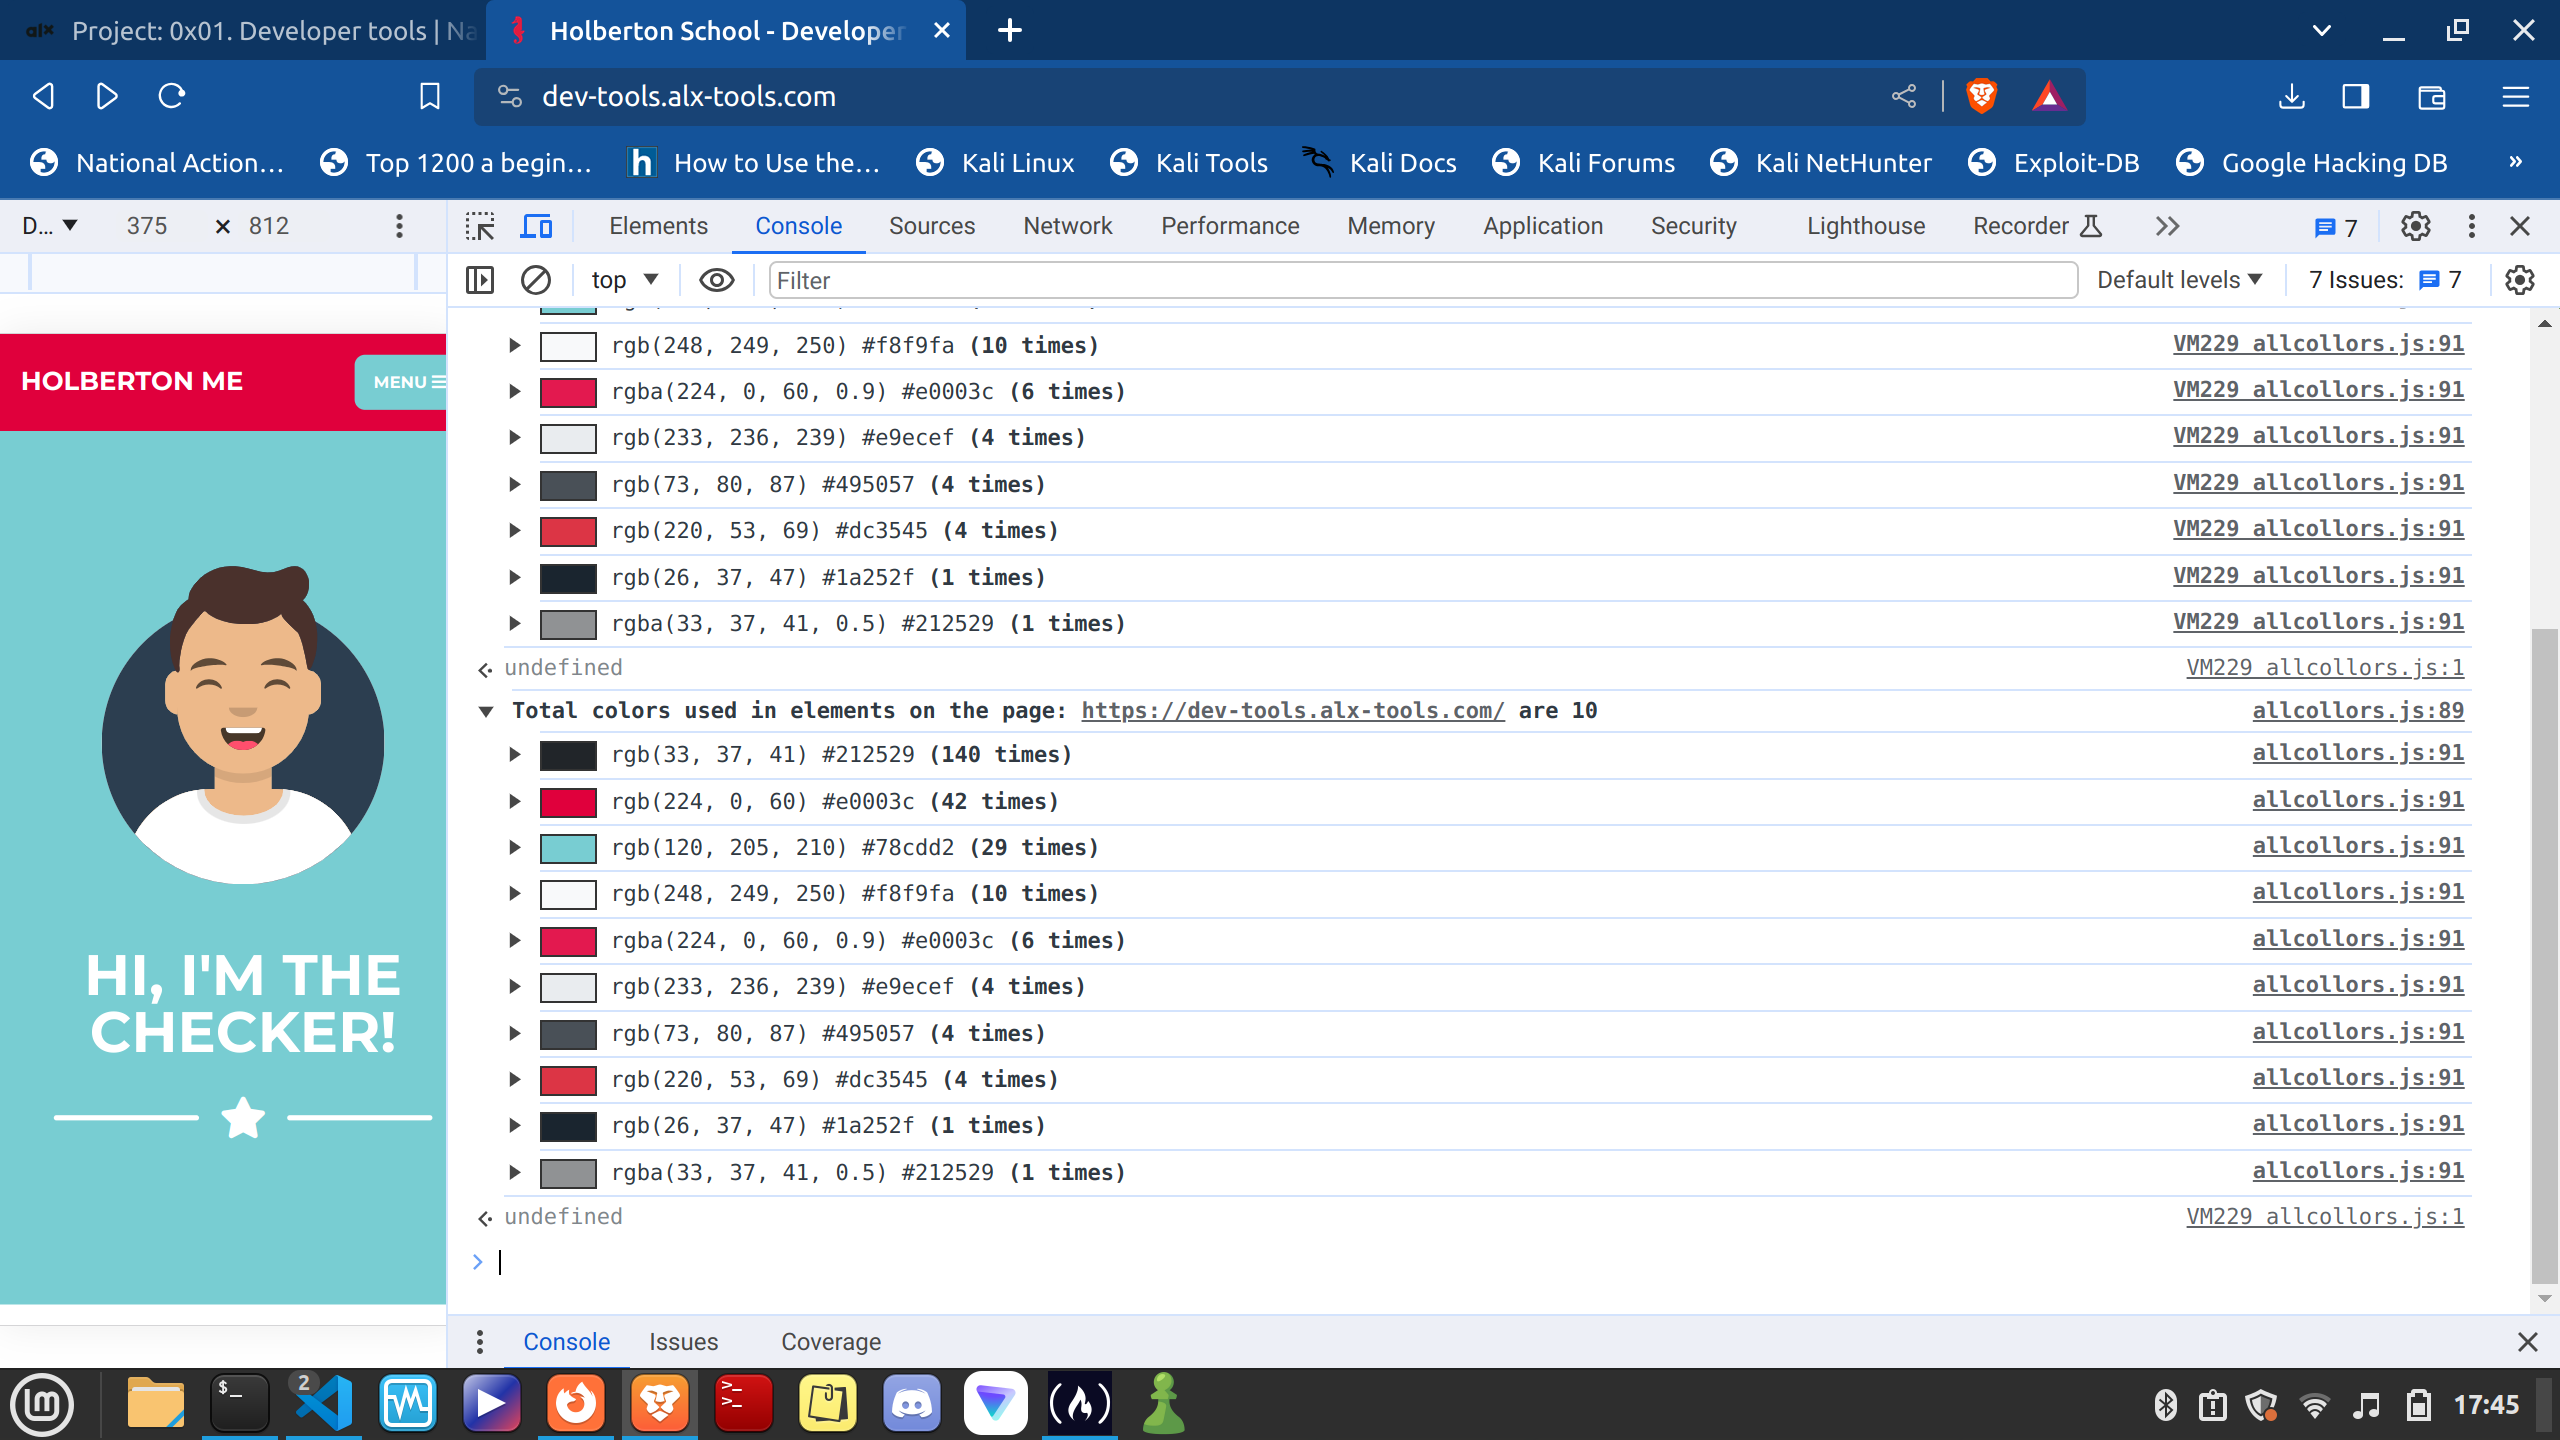 alx Project: 0x01. Developer tools | Na
Holberton School - Developer
dev-tools.alx-tools.com
National Action...
Top 1200 a begin...
h How to Use the...
Kali Linux
Kali Tools
Kali Docs
Kali Forums
Kali NetHunter
Exploit-DB
Google Hacking DB
»
D... ▼ 375 × 812
Elements Console Sources Network Performance Memory Application Security Lighthouse Recorder 7
top ▼ Filter Default levels ▼ 7 Issues: 7
HOLBERTON ME
MENU
HI, I'M THE
CHECKER!
rgb(248, 249, 250) #f8f9fa (10 times) VM229 allcollors.js:91
rgba(224, 0, 60, 0.9) #e0003c (6 times) VM229 allcollors.js:91
rgb(233, 236, 239) #e9ecef (4 times) VM229 allcollors.js:91
rgb(73, 80, 87) #495057 (4 times) VM229 allcollors.js:91
rgb(220, 53, 69) #dc3545 (4 times) VM229 allcollors.js:91
rgb(26, 37, 47) #1a252f (1 times) VM229 allcollors.js:91
rgba(33, 37, 41, 0.5) #212529 (1 times) VM229 allcollors.js:91
undefined VM229 allcollors.js:1
Total colors used in elements on the page: https://dev-tools.alx-tools.com/ are 10 allcollors.js:89
rgb(33, 37, 41) #212529 (140 times) allcollors.js:91
rgb(224, 0, 60) #e0003c (42 times) allcollors.js:91
rgb(120, 205, 210) #78cdd2 (29 times) allcollors.js:91
rgb(248, 249, 250) #f8f9fa (10 times) allcollors.js:91
rgba(224, 0, 60, 0.9) #e0003c (6 times) allcollors.js:91
rgb(233, 236, 239) #e9ecef (4 times) allcollors.js:91
rgb(73, 80, 87) #495057 (4 times) allcollors.js:91
rgb(220, 53, 69) #dc3545 (4 times) allcollors.js:91
rgb(26, 37, 47) #1a252f (1 times) allcollors.js:91
rgba(33, 37, 41, 0.5) #212529 (1 times) allcollors.js:91
undefined VM229 allcollors.js:1
Console Issues Coverage
$_
2
17:45